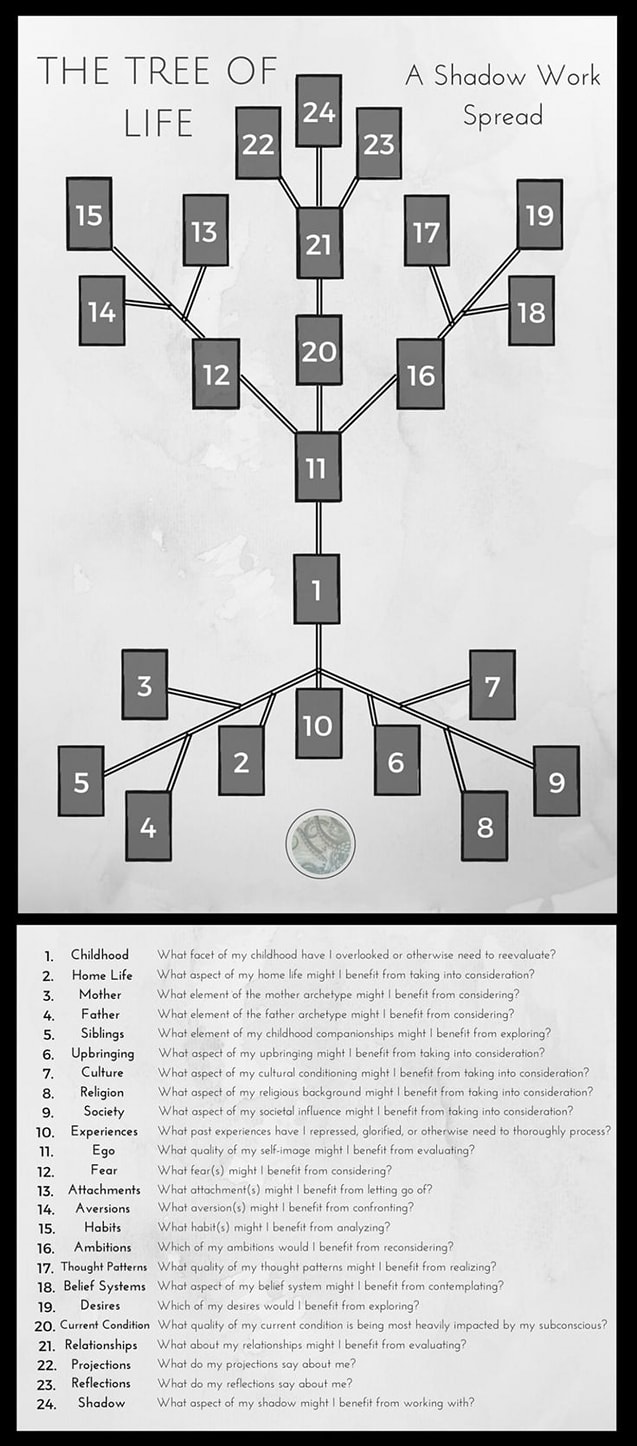 THE TREE OF
LIFE
A Shadow Work
Spread
24
22
23
15
13
21
17
19
14
18
20
12
16
11
1
3
7
10
2
6
5
9
4
8
1. Childhood What facet of my childhood have I overlooked or otherwise need to reevaluate?
2. Home Life What aspect of my home life might I benefit from taking into consideration?
3. Mother What element of the mother archetype might I benefit from considering?
4. Father What element of the father archetype might I benefit from considering?
5. Siblings What element of my childhood companionships might I benefit from exploring?
6. Upbringing What aspect of my upbringing might I benefit from taking into consideration?
7. Culture What aspect of my cultural conditioning might I benefit from taking into consideration?
8. Religion What aspect of my religious background might I benefit from taking into consideration?
9. Society What aspect of my societal influence might I benefit from taking into consideration?
10. Experiences What past experiences have I repressed, glorified, or otherwise need to thoroughly process?
11. Ego What quality of my self-image might I benefit from evaluating?
12. Fear What fear(s) might I benefit from considering?
13. Attachments What attachment(s) might I benefit from letting go of?
14. Aversions What aversion(s) might I benefit from confronting?
15. Habits What habit(s) might I benefit from analyzing?
16. Ambitions Which of my ambitions would I benefit from reconsidering?
17. Thought Patterns What quality of my thought patterns might I benefit from realizing?
18. Belief Systems What aspect of my belief system might I benefit from contemplating?
19. Desires Which of my desires would I benefit from exploring?
20. Current Condition What quality of my current condition is being most heavily impacted by my subconscious?
21. Relationships What about my relationships might I benefit from evaluating?
22. Projections What do my projections say about me?
23. Reflections What do my reflections say about me?
24. Shadow What aspect of my shadow might I benefit from working with?